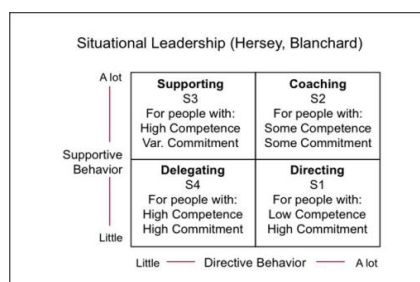 Situational Leadership (Hersey, Blanchard)
A lot
Supportive
Behavior
Little
Supporting
S3
For people with:
High Competence
Var. Commitment
Coaching
S2
For people with:
Some Competence
Some Commitment
Delegating
S4
For people with:
High Competence
High Commitment
Directing
S1
For people with:
Low Competence
High Commitment
Little Directive Behavior A lot